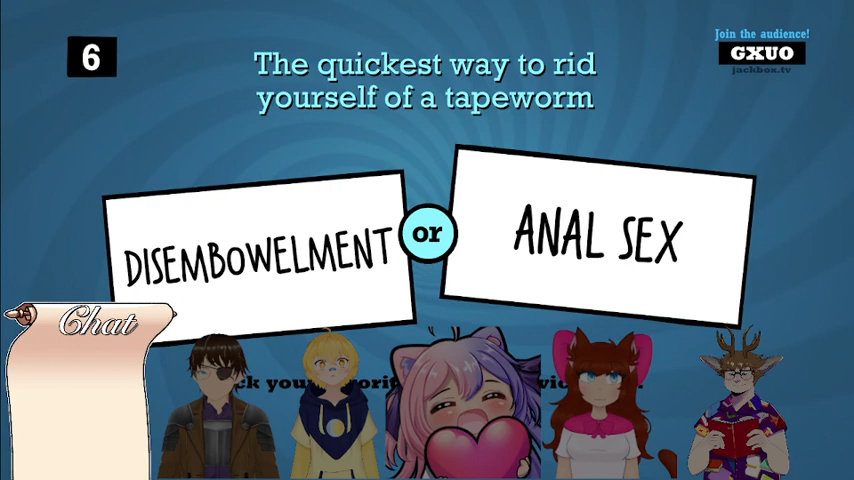 6
The quickest way to rid
yourself of a tapeworm
Join the audience!
GXUO
jackbox.tv
DISEMBOWELMENT
or
ANAL SEX
Chat